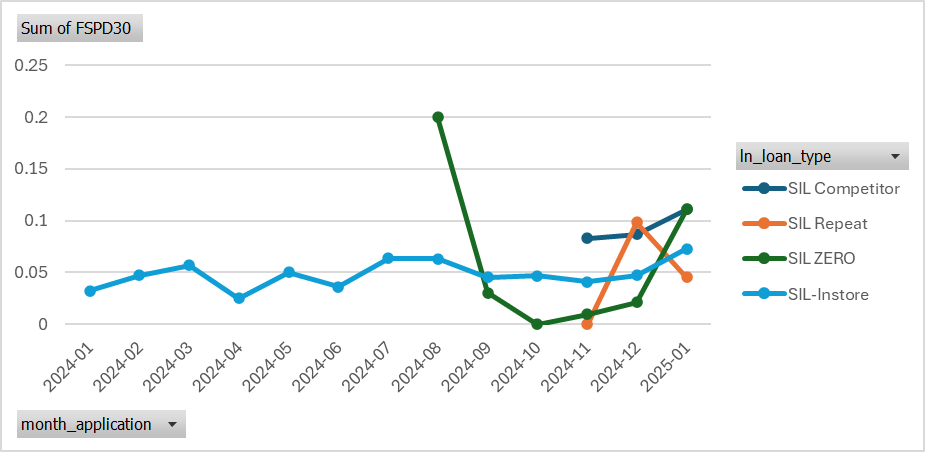 Sum of FSPD30
0.25
0.2
0.15
0.1
0.05
0
2024-01
2024-02
2024-03
2024-04
2024-05
2024-06
2024-07
2024-08
2024-09
2024-10
2024-11
2024-12
2025-01
month_application
ln_loan_type
SIL Competitor
SIL Repeat
SIL ZERO
SIL-Instore